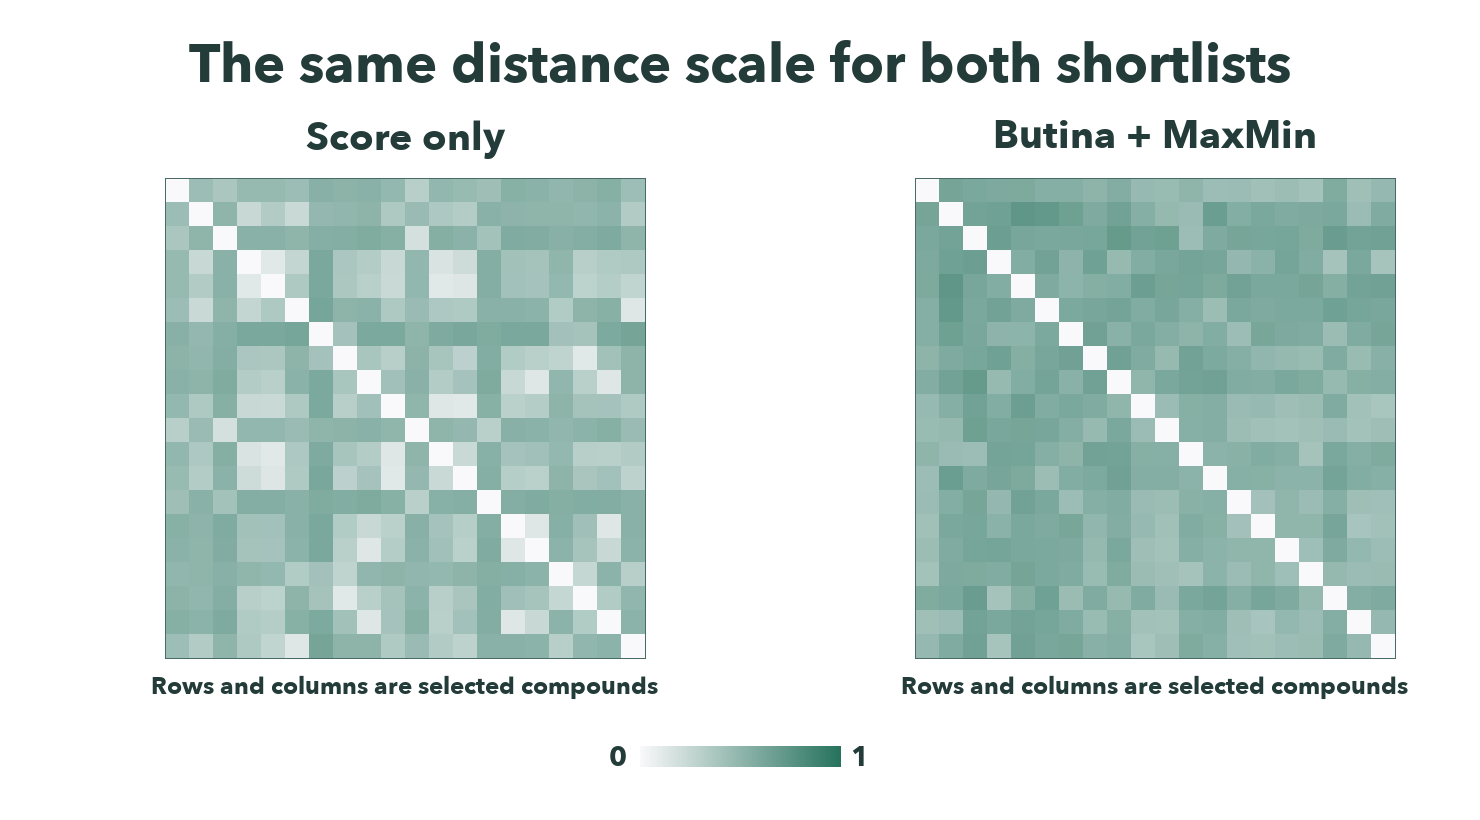 The same distance scale for both shortlists
Score only
Butina + MaxMin
Rows and columns are selected compounds
Rows and columns are selected compounds
0
1